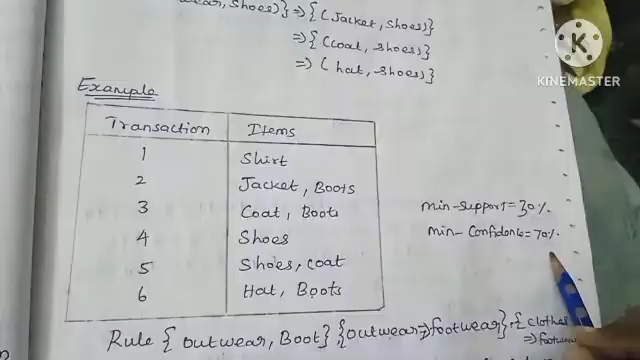 wear, Shoes)} => {(Jacket, Shoes)}
=> {(Coat, shoes)}
=> (hat, shoes)}
KINEMASTER
Example
Transaction Items
1 Shirt
2 Jacket, Boots
3 Coat, Boots
4 Shoes
5 Shoes, coat
6 Hat, Boots
Min-support = 30%.
Min-Confidence = 70%.
Rule {outwear, Boot} {outwear => footwear}, {clothes
=> footwear